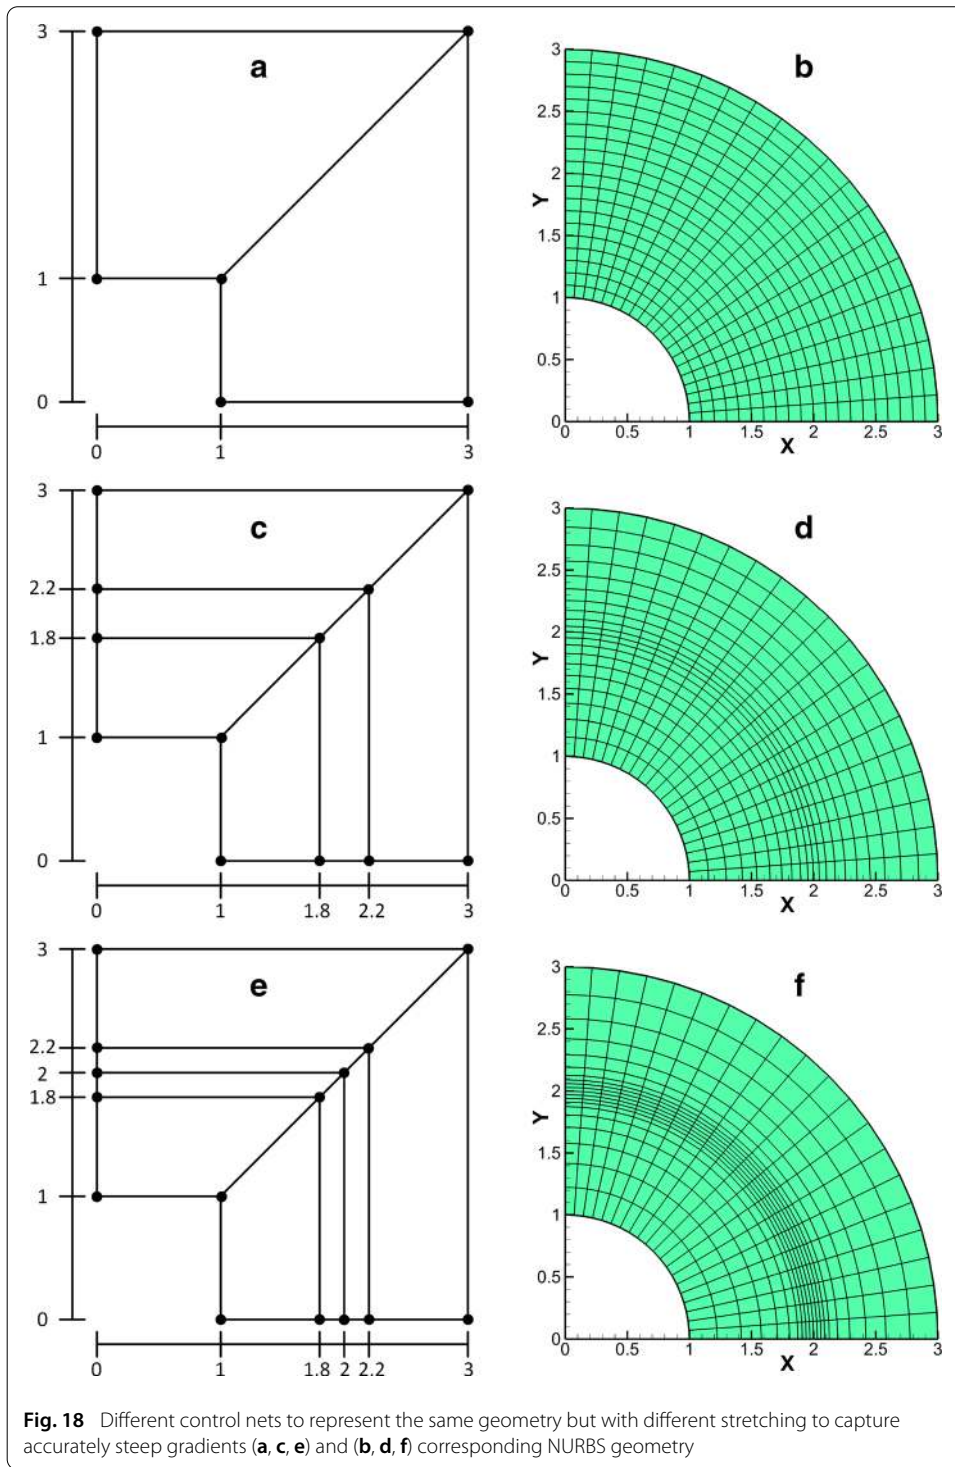 3
a
1
0
0 1 3
3
b
2.5
2
Y
1.5
1
0.5
0
0 0.5 1 1.5 2 2.5 3
X
3
c
2.2
1.8
1
0
0 1 1.8 2.2 3
3
d
2.5
2
Y
1.5
1
0.5
0
0 0.5 1 1.5 2 2.5 3
X
3
e
2.2
2
1.8
1
0
0 1 1.8 2 2.2 3
3
f
2.5
2
Y
1.5
1
0.5
0
0 0.5 1 1.5 2 2.5 3
X
Fig. 18 Different control nets to represent the same geometry but with different stretching to capture
accurately steep gradients (a, c, e) and (b, d, f) corresponding NURBS geometry